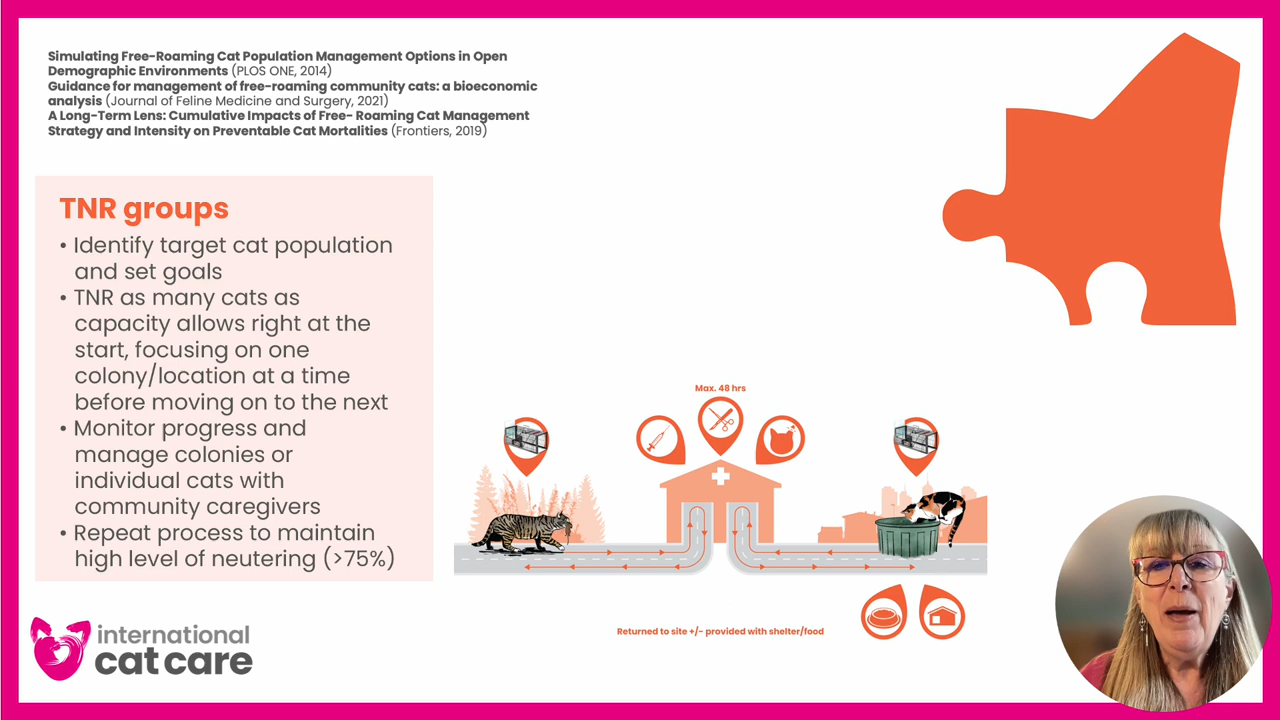 Simulating Free-Roaming Cat Population Management Options in Open
Demographic Environments (PLOS ONE, 2014)
Guidance for management of free-roaming community cats: a bioeconomic
analysis (Journal of Feline Medicine and Surgery, 2021)
A Long-Term Lens: Cumulative Impacts of Free- Roaming Cat Management
Strategy and Intensity on Preventable Cat Mortalities (Frontiers, 2019)
TNR groups
• Identify target cat population
and set goals
• TNR as many cats as
capacity allows right at the
start, focusing on one
colony/location at a time
before moving on to the next
• Monitor progress and
manage colonies or
individual cats with
community caregivers
• Repeat process to maintain
high level of neutering (>75%)
Max. 48 hrs
Returned to site +/- provided with shelter/food
international
cat care